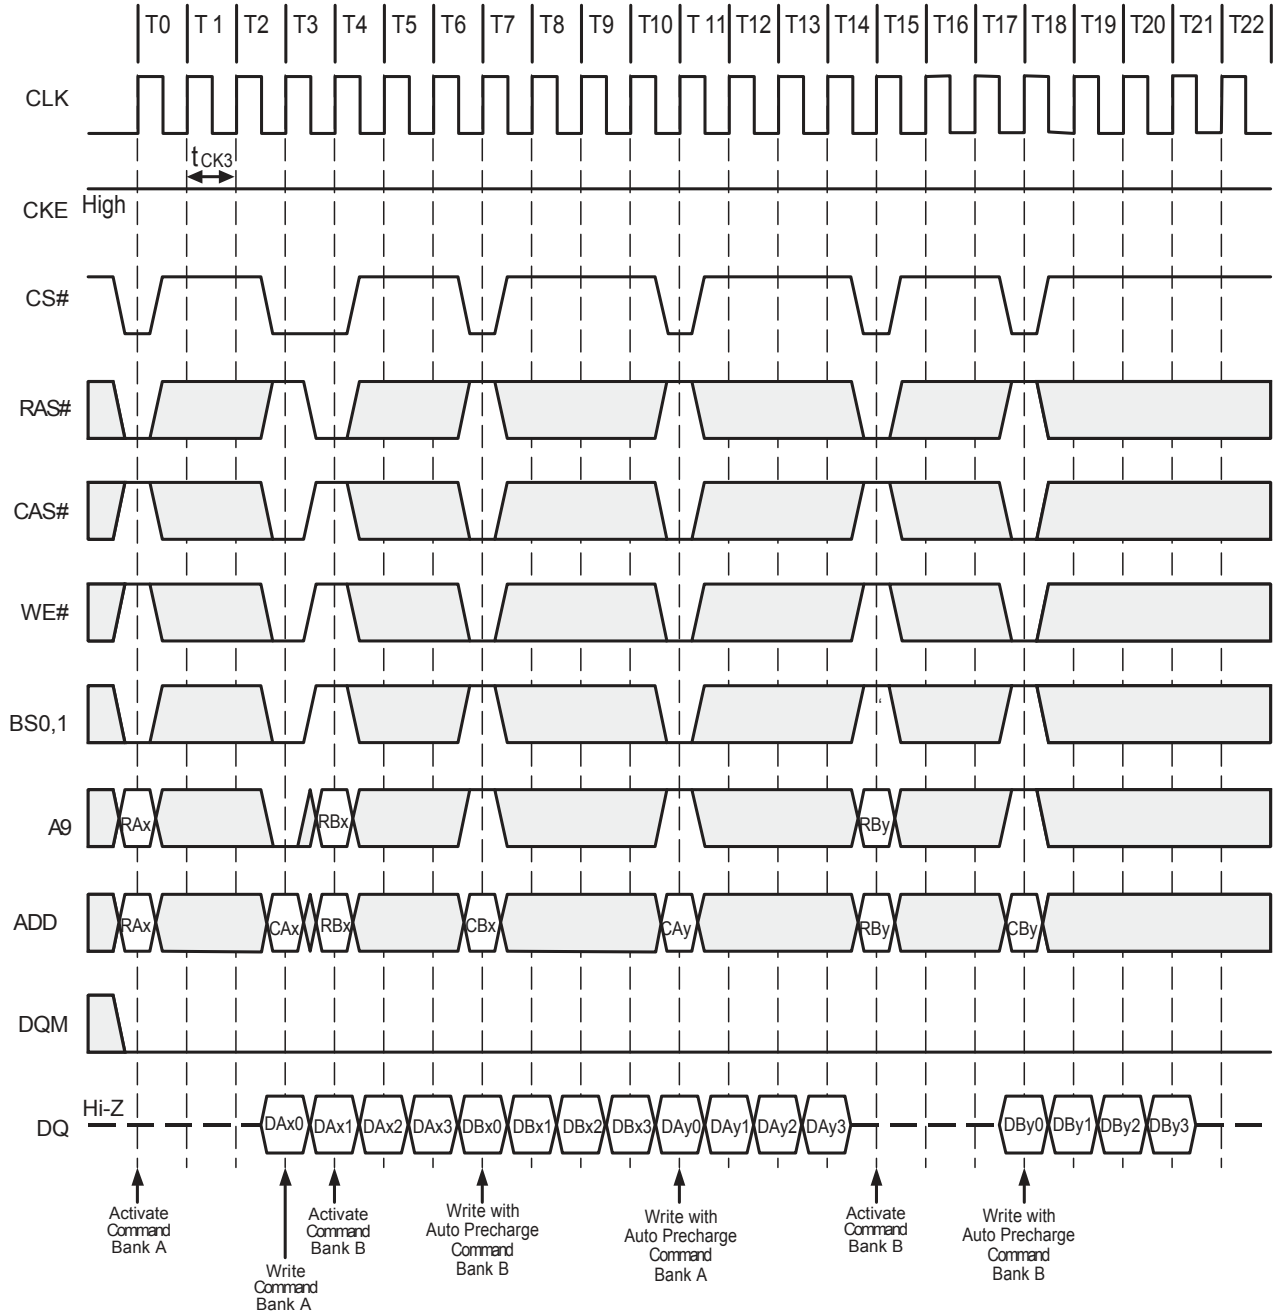 T0 T 1 T2 T3 T4 T5 T6 T7 T8 T9 T10 T 11 T12 T13 T14 T15 T16 T17 T18 T19 T20 T21 T22
CLK
tCK3
CKE High
CS#
RAS#
CAS#
WE#
BS0,1
A9 RAx RBx RBy
ADD RAx CAx RBx CBx CAy RBy CBy
DQM
Hi-Z
DQ DAx0 DAx1 DAx2 DAx3 DBx0 DBx1 DBx2 DBx3 DAy0 DAy1 DAy2 DAy3 DBy0 DBy1 DBy2 DBy3
Activate
Command
Bank A
Write
Command
Bank A
Activate
Command
Bank B
Write with
Auto Precharge
Command
Bank B
Write with
Auto Precharge
Command
Bank A
Activate
Command
Bank B
Write with
Auto Precharge
Command
Bank B